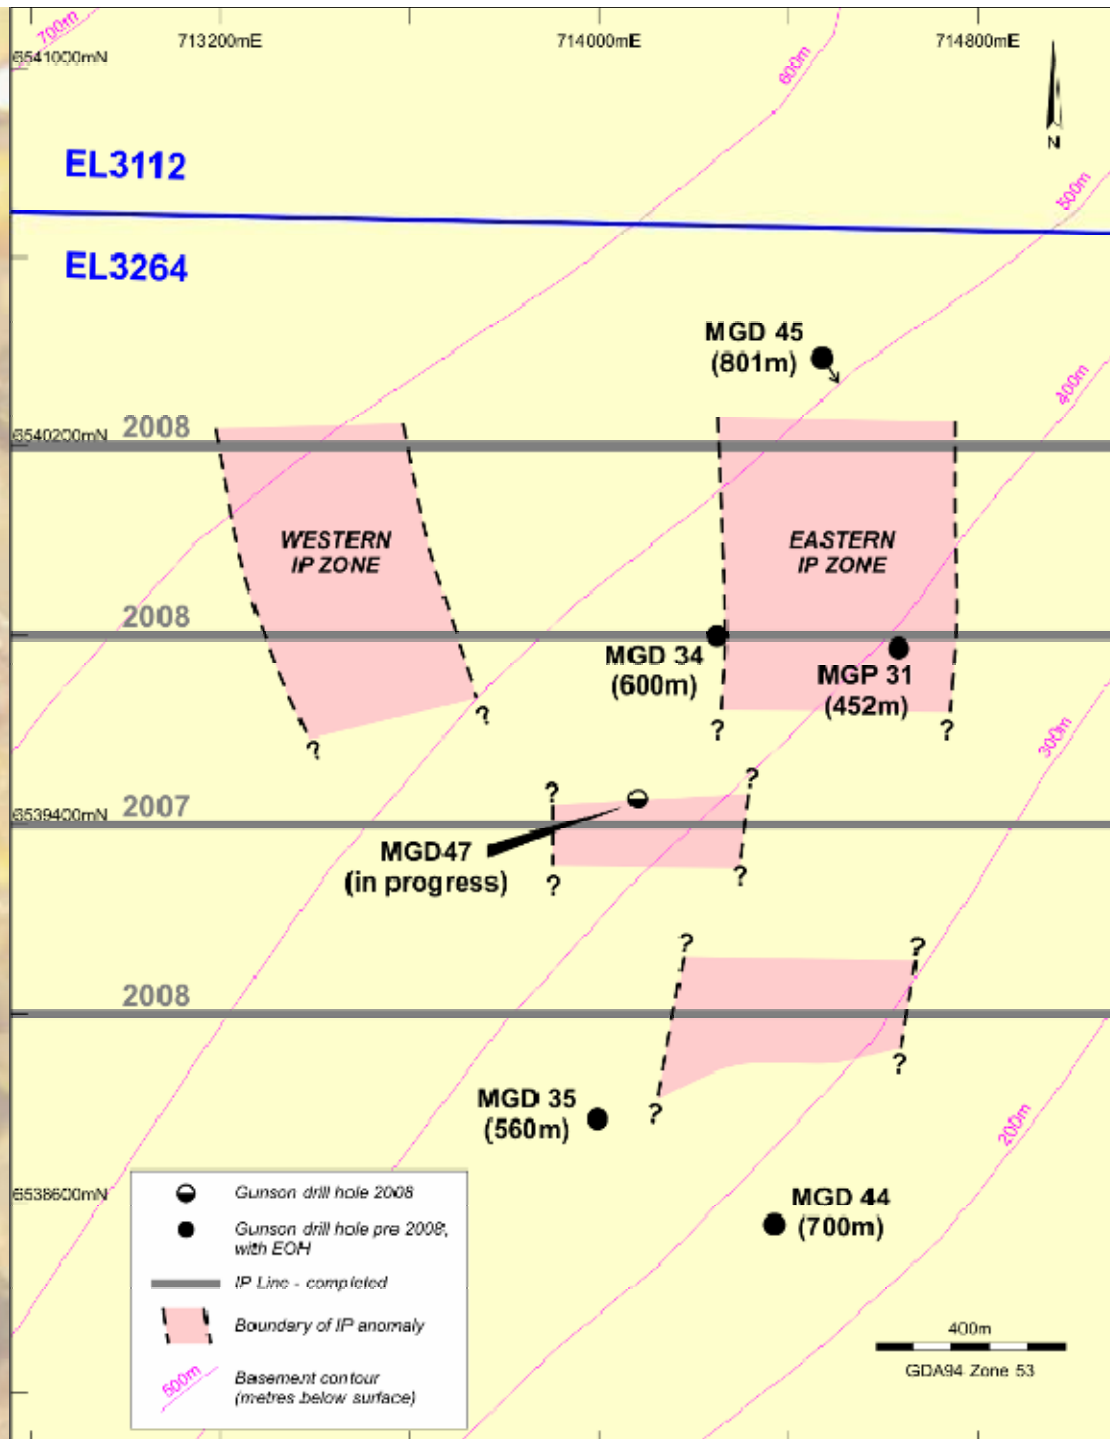 700m
713200mE
714000mE
714800mE
6541000mN
600m
N
EL3112
500m
EL3264
MGD 45
(801m)
400m
6540200mN
2008
WESTERN
IP ZONE
EASTERN
IP ZONE
2008
MGD 34
(600m)
MGP 31
(452m)
?
?
?
?
300m
?
?
6539400mN
2007
MGD47
(in progress)
?
?
?
?
2008
?
?
MGD 35
(560m)
200m
6538600mN
MGD 44
(700m)
Gunson drill hole 2008
Gunson drill hole pre 2008,
with EOH
IP Line - completed
Boundary of IP anomaly
500m
Basement contour
(metres below surface)
400m
GDA94 Zone 53